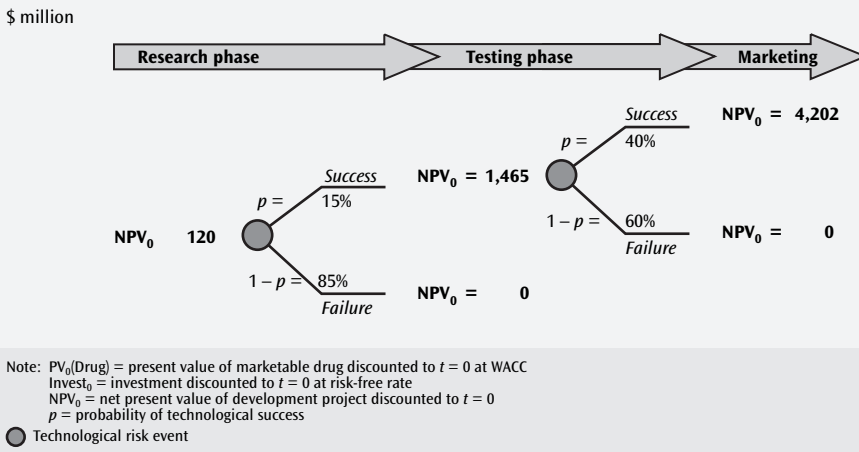 $ million
Research phase
Testing phase
Marketing
Success
NPV0 = 4,202
p =
40%
Success
NPV0 = 1,465
p =
15%
1 – p =
60%
NPV0 = 0
Failure
NPV0 120
1 – p =
85%
NPV0 = 0
Failure
Note: PV0(Drug) = present value of marketable drug discounted to t = 0 at WACC
Invest0 = investment discounted to t = 0 at risk-free rate
NPV0 = net present value of development project discounted to t = 0
p = probability of technological success
Technological risk event